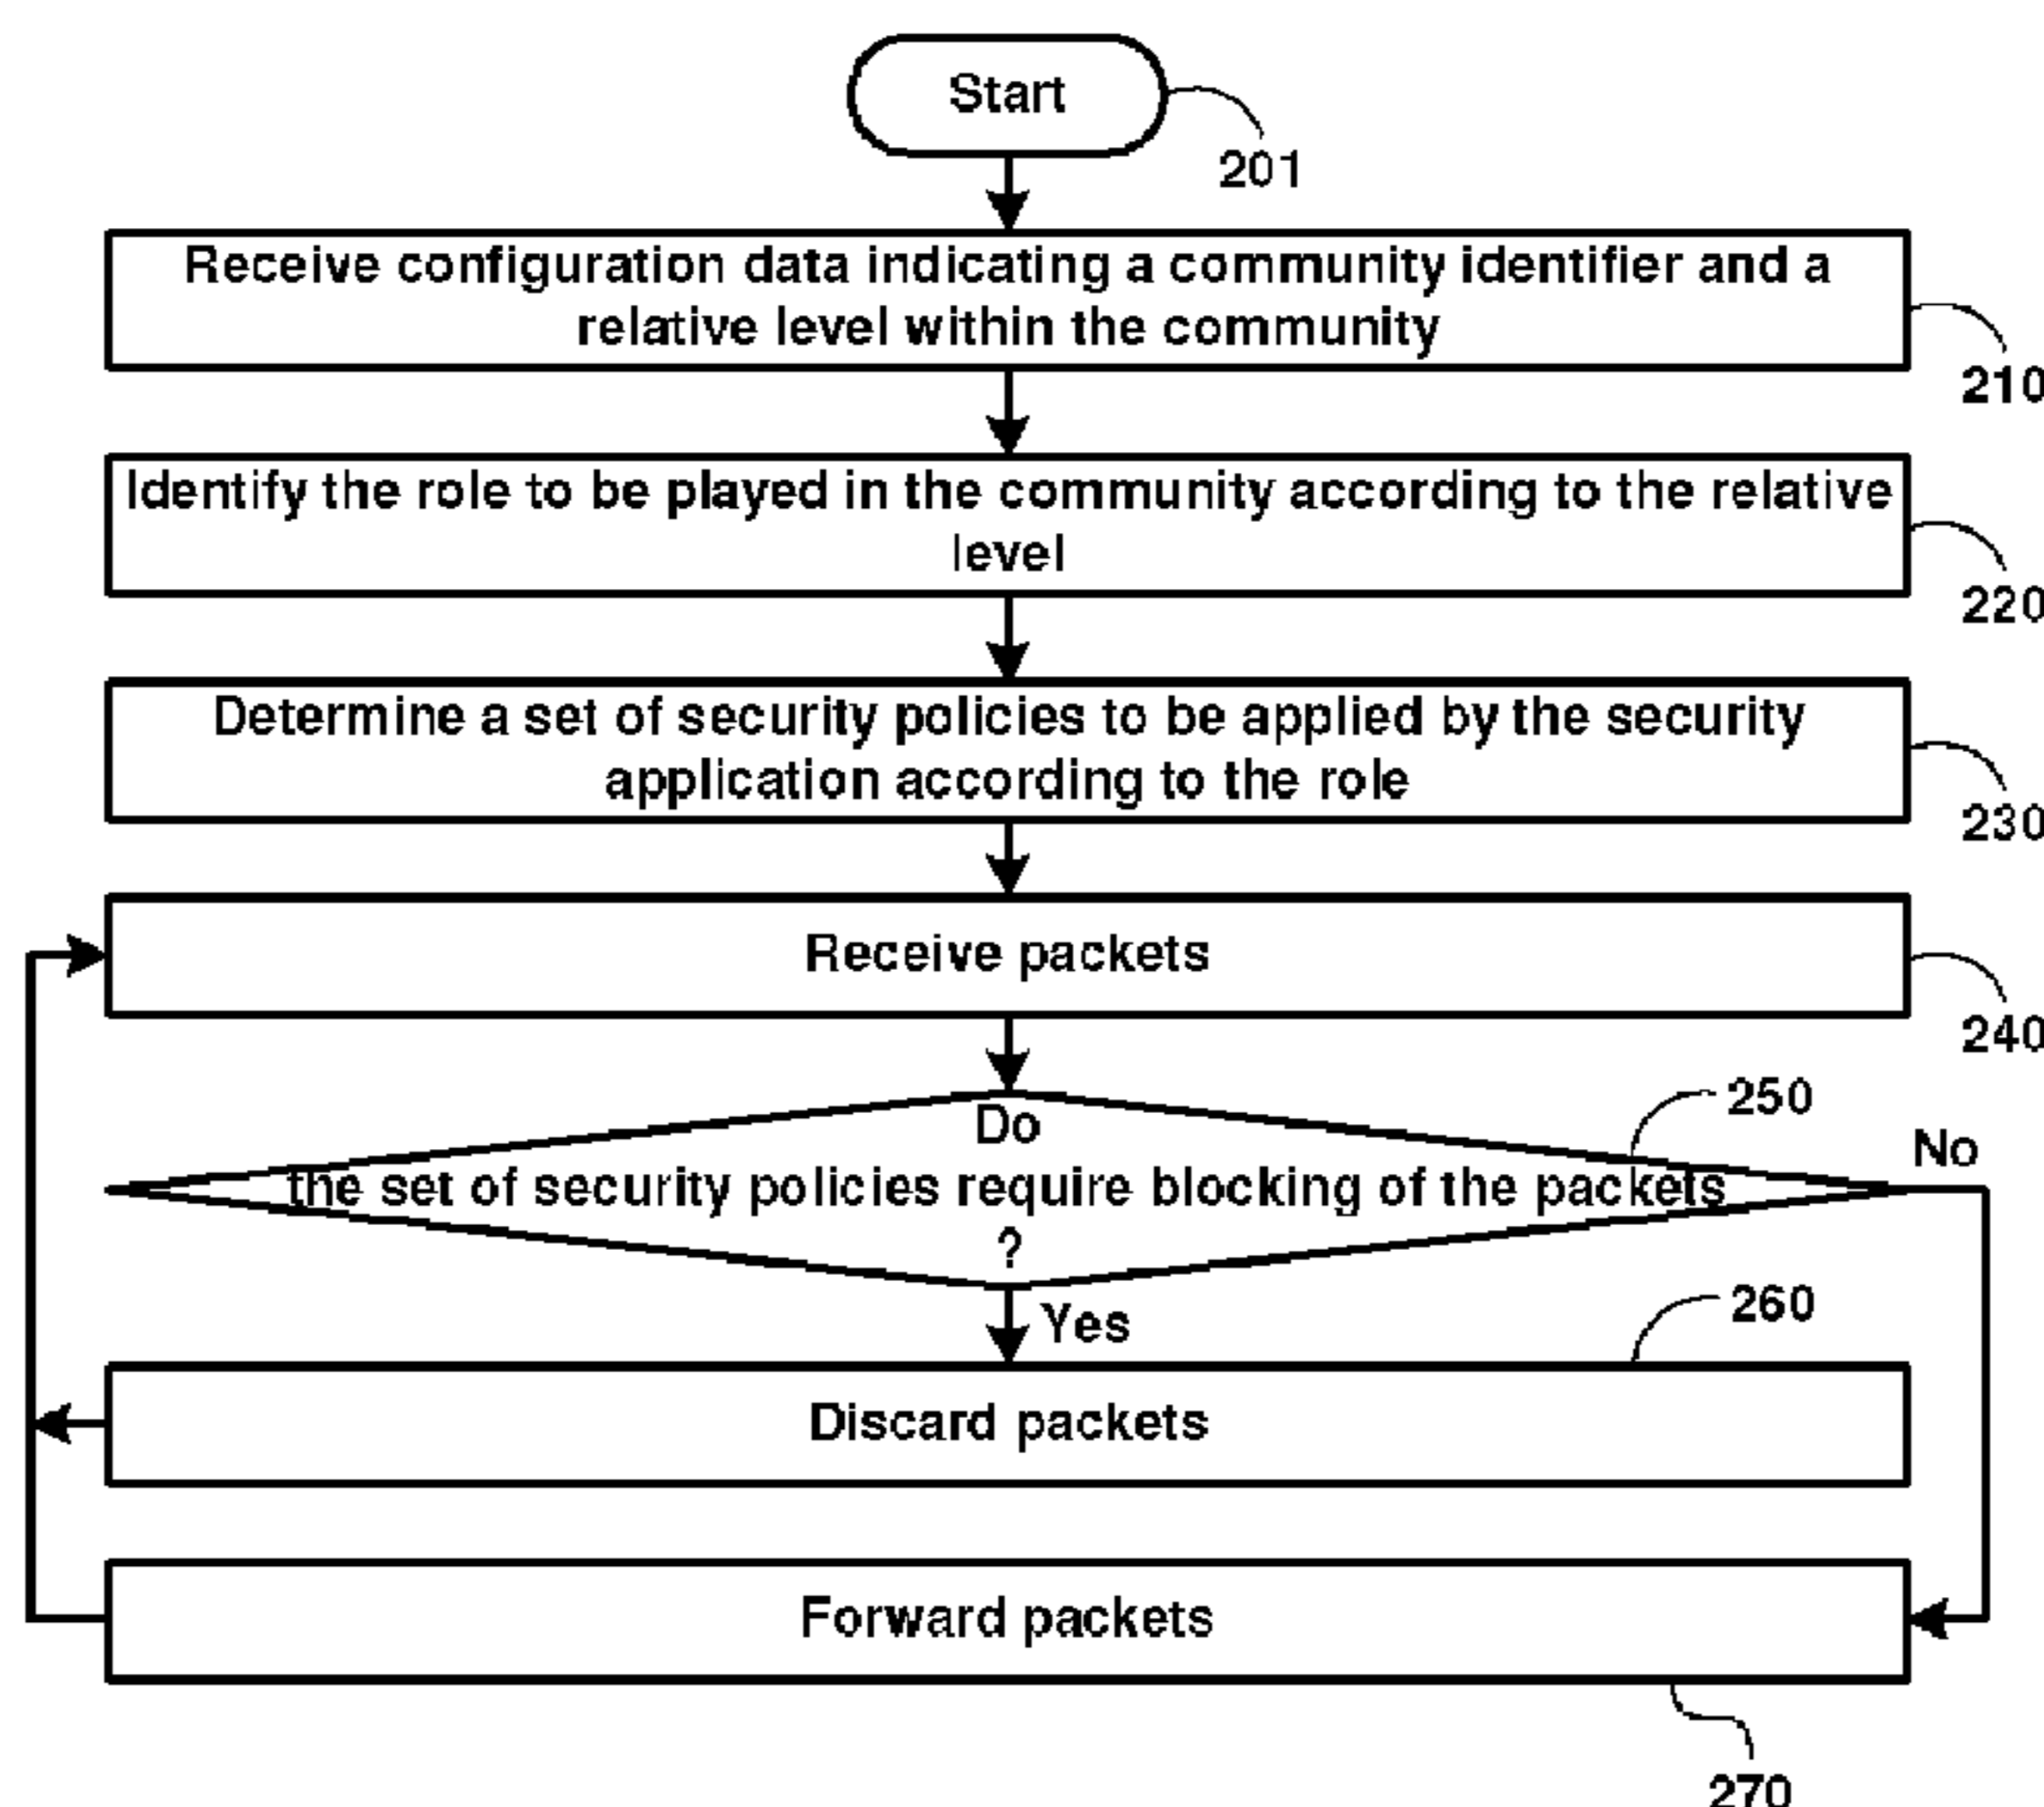 Start
201
Receive configuration data indicating a community identifier and a
relative level within the community
210
Identify the role to be played in the community according to the relative
level
220
Determine a set of security policies to be applied by the security
application according to the role
230
Receive packets
240
250
Do
the set of security policies require blocking of the packets
?
No
Yes
260
Discard packets
Forward packets
270